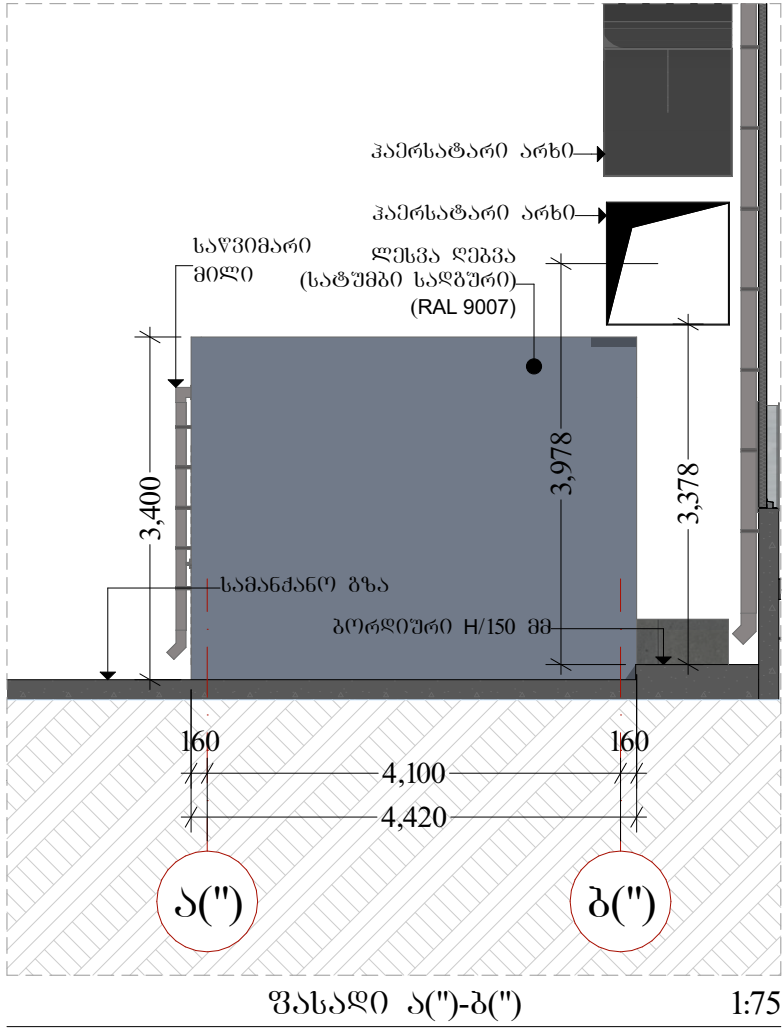 ჰაერსატარი არხი
ჰაერსატარი არხი
საწვიმარი
მილი
ლესვა ღებვა
(სატუმბი სადგური)
(RAL 9007)
3,400
3,978
3,378
სამანქანო გზა
ბორდიური H/150 მმ
160
160
4,100
4,420
ა(")
ბ(")
ფასადი ა(")-ბ(")
1:75